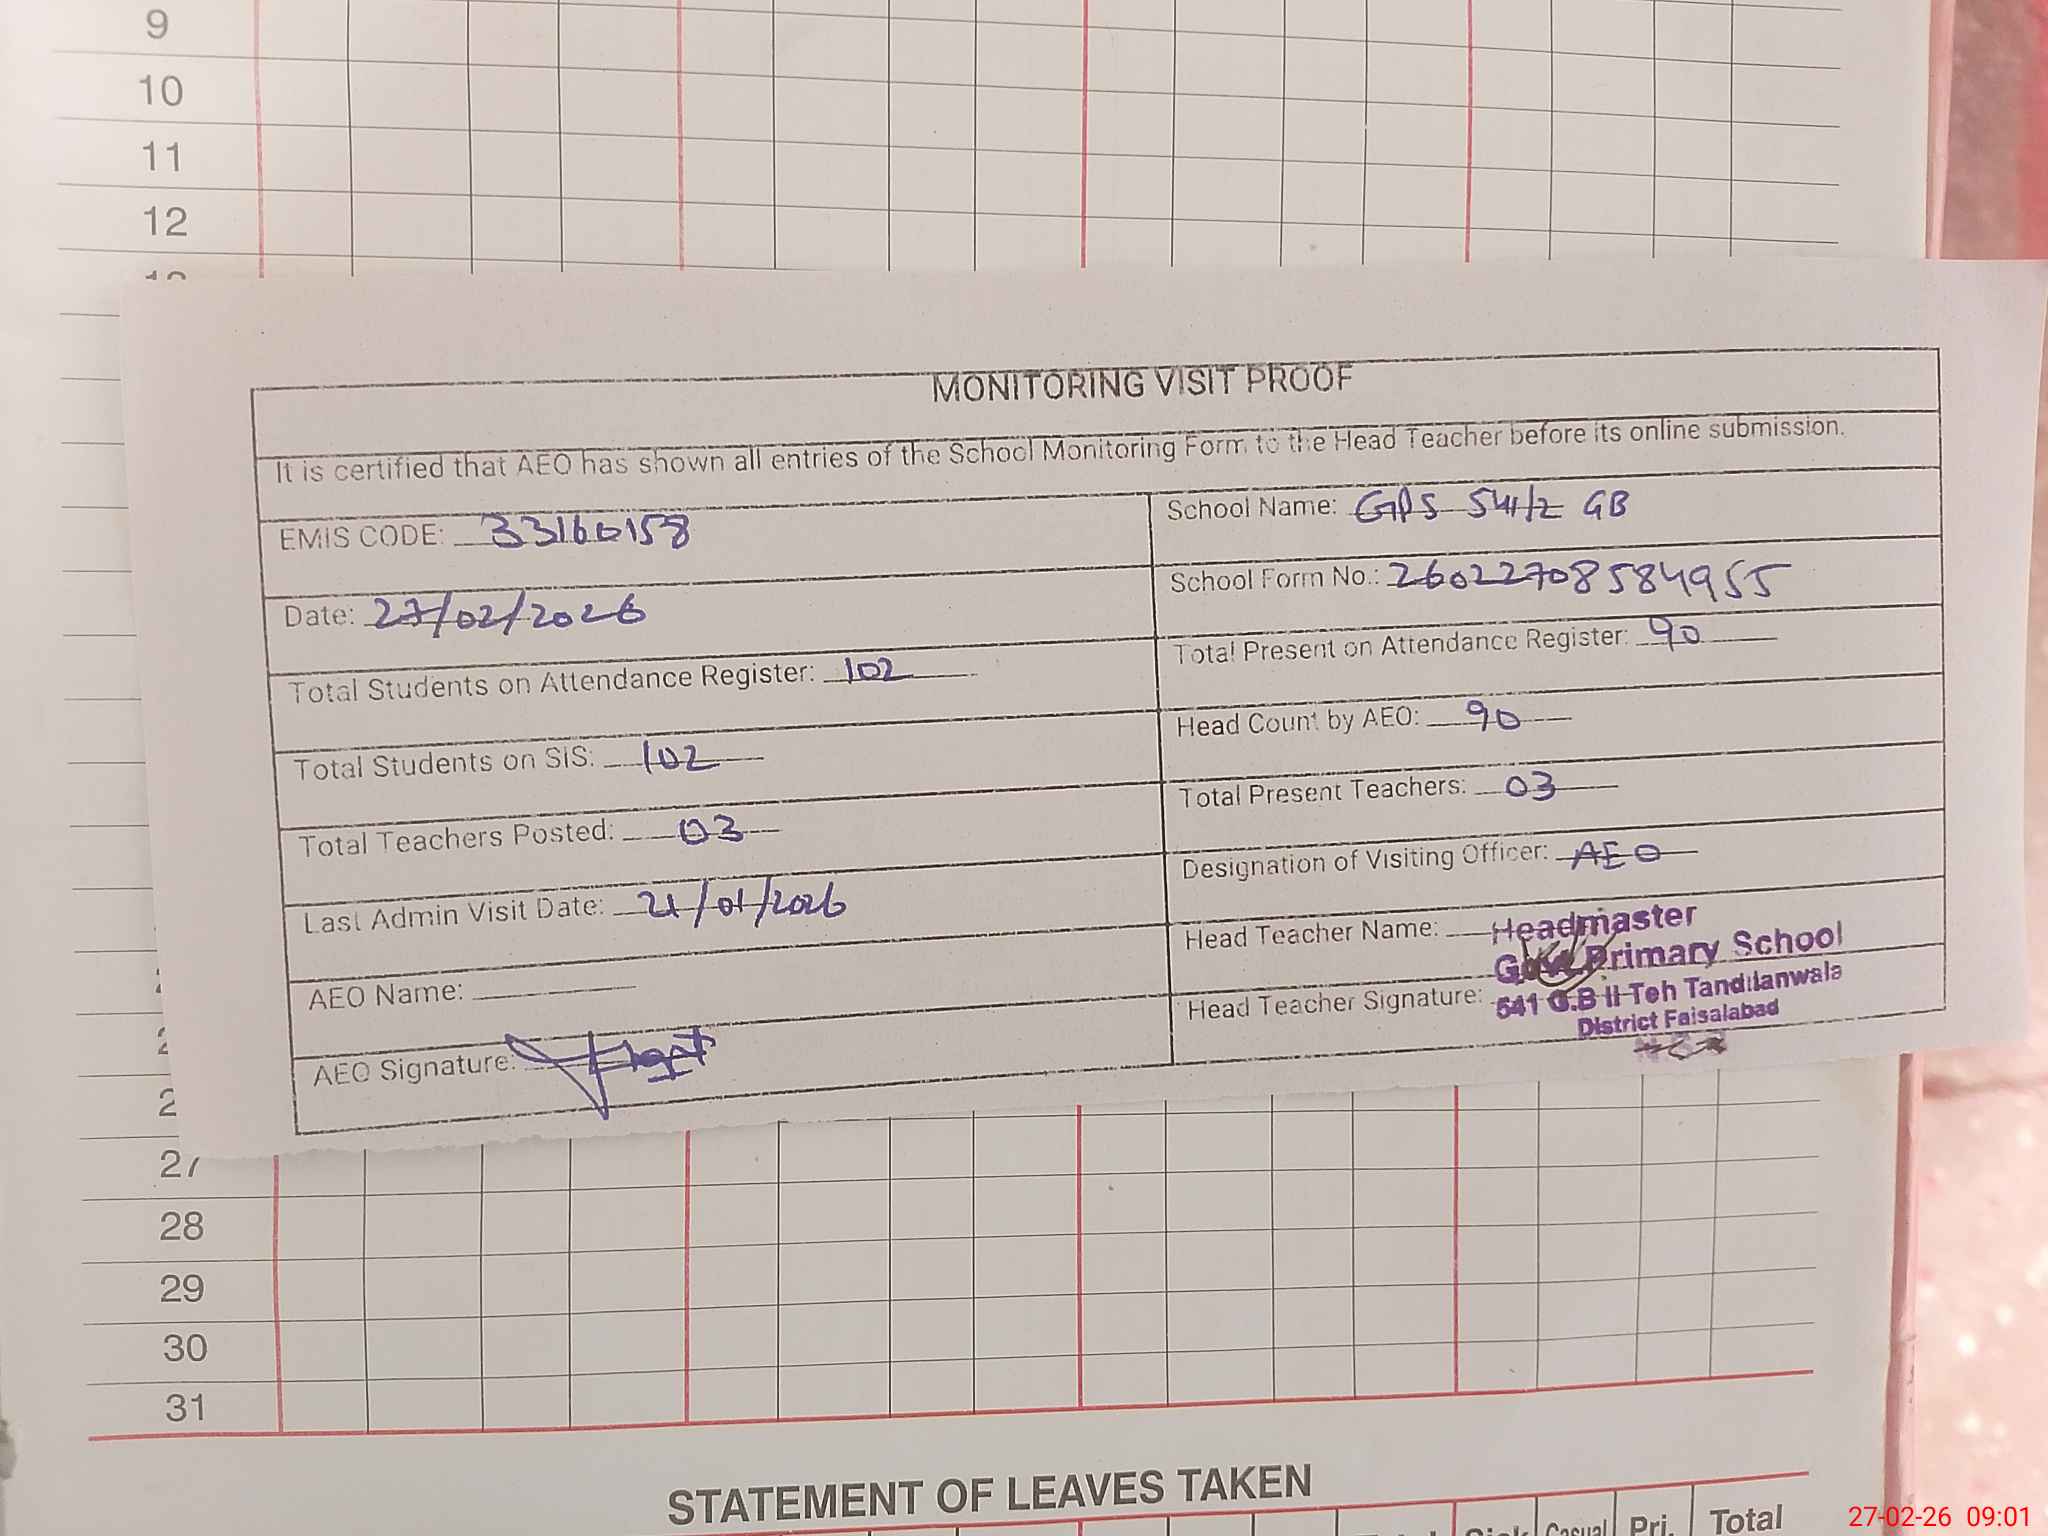 9
10
11
12
MONITORING VISIT PROOF
It is certified that AEO has shown all entries of the School Monitoring Form to the Head Teacher before its online submission.
EMIS CODE: 33160158
School Name: GPS 541/2 GB
Date: 27/02/2026
School Form No.: 260227085849 55
Total Students on Attendance Register: 102
Total Present on Attendance Register: 90
Total Students on SIS: 102
Head Count by AEO: 90
Total Teachers Posted: 03
Total Present Teachers: 03
Last Admin Visit Date: 21/01/2026
Designation of Visiting Officer: AEO
AEO Name:
Head Teacher Name:
AEO Signature:
Head Teacher Signature:
Headmaster
Govt. Primary School
541 G.B II Teh Tandlianwala
District Faisalabad
27
28
29
30
31
STATEMENT OF LEAVES TAKEN
Casual Pri. Total
27-02-26 09:01